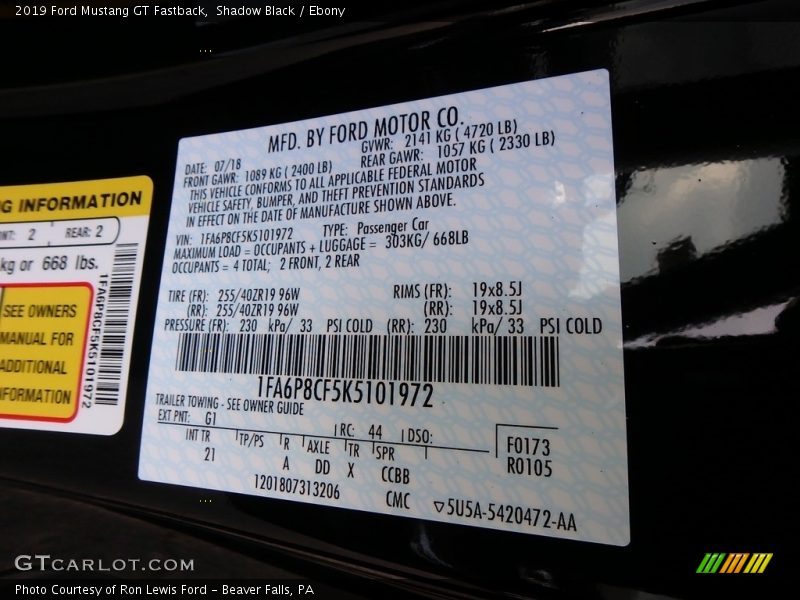 2019 Ford Mustang GT Fastback,  Shadow Black / Ebony
MFD. BY FORD MOTOR CO.
DATE: 07/18
GVWR: 2141 KG ( 4720 LB)
FRONT GAWR: 1089 KG ( 2400 LB)
REAR GAWR: 1057 KG ( 2330 LB)
THIS VEHICLE CONFORMS TO ALL APPLICABLE FEDERAL MOTOR
VEHICLE SAFETY, BUMPER, AND THEFT PREVENTION STANDARDS
IN EFFECT ON THE DATE OF MANUFACTURE SHOWN ABOVE.
VIN: 1FA6P8CF5K5101972 TYPE: Passenger Car
MAXIMUM LOAD = OCCUPANTS + LUGGAGE = 303KG/ 668LB
OCCUPANTS = 4 TOTAL; 2 FRONT, 2 REAR
TIRE (FR): 255/40ZR19 96W RIMS (FR): 19x8.5J
(RR): 255/40ZR19 96W (RR): 19x8.5J
PRESSURE (FR): 230 kPa/ 33 PSI COLD (RR): 230 kPa/ 33 PSI COLD
1FA6P8CF5K5101972
TRAILER TOWING - SEE OWNER GUIDE
EXT PNT: G1 RC: 44 DSO:
INT TR TP/PS R AXLE TR SPR
21 A DD X CCBB
F0173
R0105
1201807313206 CMC ▽5U5A-5420472-AA
G INFORMATION
NT: 2 REAR: 2
kg or 668 lbs.
SEE OWNERS
MANUAL FOR
ADDITIONAL
INFORMATION
1FA6P8CF5K5101972
GTCARLOT.COM
Photo Courtesy of Ron Lewis Ford – Beaver Falls, PA